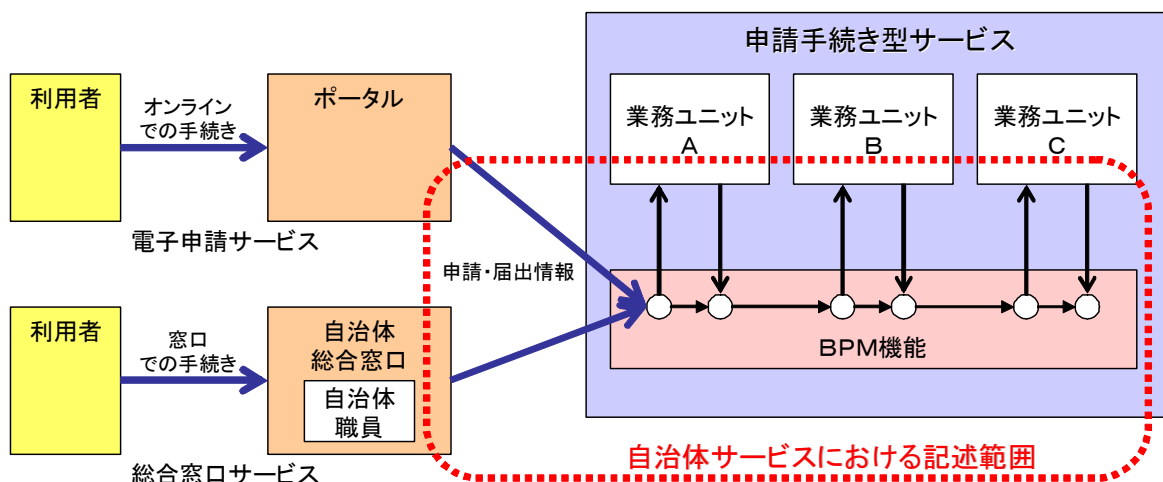 申請手続き型サービス
利用者
オンライン
での手続き
ポータル
業務ユニット
A
業務ユニット
B
業務ユニット
C
電子申請サービス
申請・届出情報
利用者
窓口
での手続き
自治体
総合窓口
自治体
職員
BPM機能
総合窓口サービス
自治体サービスにおける記述範囲